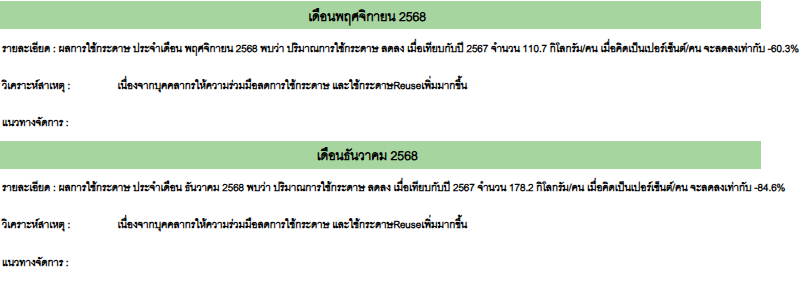 เดือนพฤศจิกายน 2568
รายละเอียด : ผลการใช้กระดาษ ประจำเดือน พฤศจิกายน 2568 พบว่า ปริมาณการใช้กระดาษ ลดลง เมื่อเทียบกับปี 2567 จำนวน 110.7 กิโลกรัม/คน เมื่อคิดเป็นเปอร์เซ็นต์/คน จะลดลงเท่ากับ -60.3%
วิเคราะห์สาเหตุ : เนื่องจากบุคคลากรให้ความร่วมมือลดการใช้กระดาษ และใช้กระดาษReuseเพิ่มมากขึ้น
แนวทางจัดการ :
เดือนธันวาคม 2568
รายละเอียด : ผลการใช้กระดาษ ประจำเดือน ธันวาคม 2568 พบว่า ปริมาณการใช้กระดาษ ลดลง เมื่อเทียบกับปี 2567 จำนวน 178.2 กิโลกรัม/คน เมื่อคิดเป็นเปอร์เซ็นต์/คน จะลดลงเท่ากับ -84.6%
วิเคราะห์สาเหตุ : เนื่องจากบุคคลากรให้ความร่วมมือลดการใช้กระดาษ และใช้กระดาษReuseเพิ่มมากขึ้น
แนวทางจัดการ :